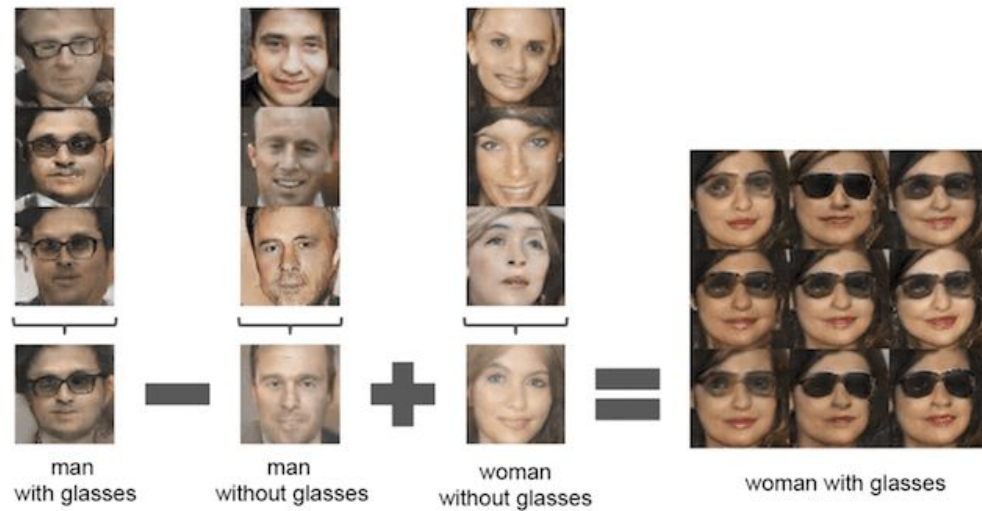 man
with glasses
man
without glasses
woman
without glasses
woman with glasses